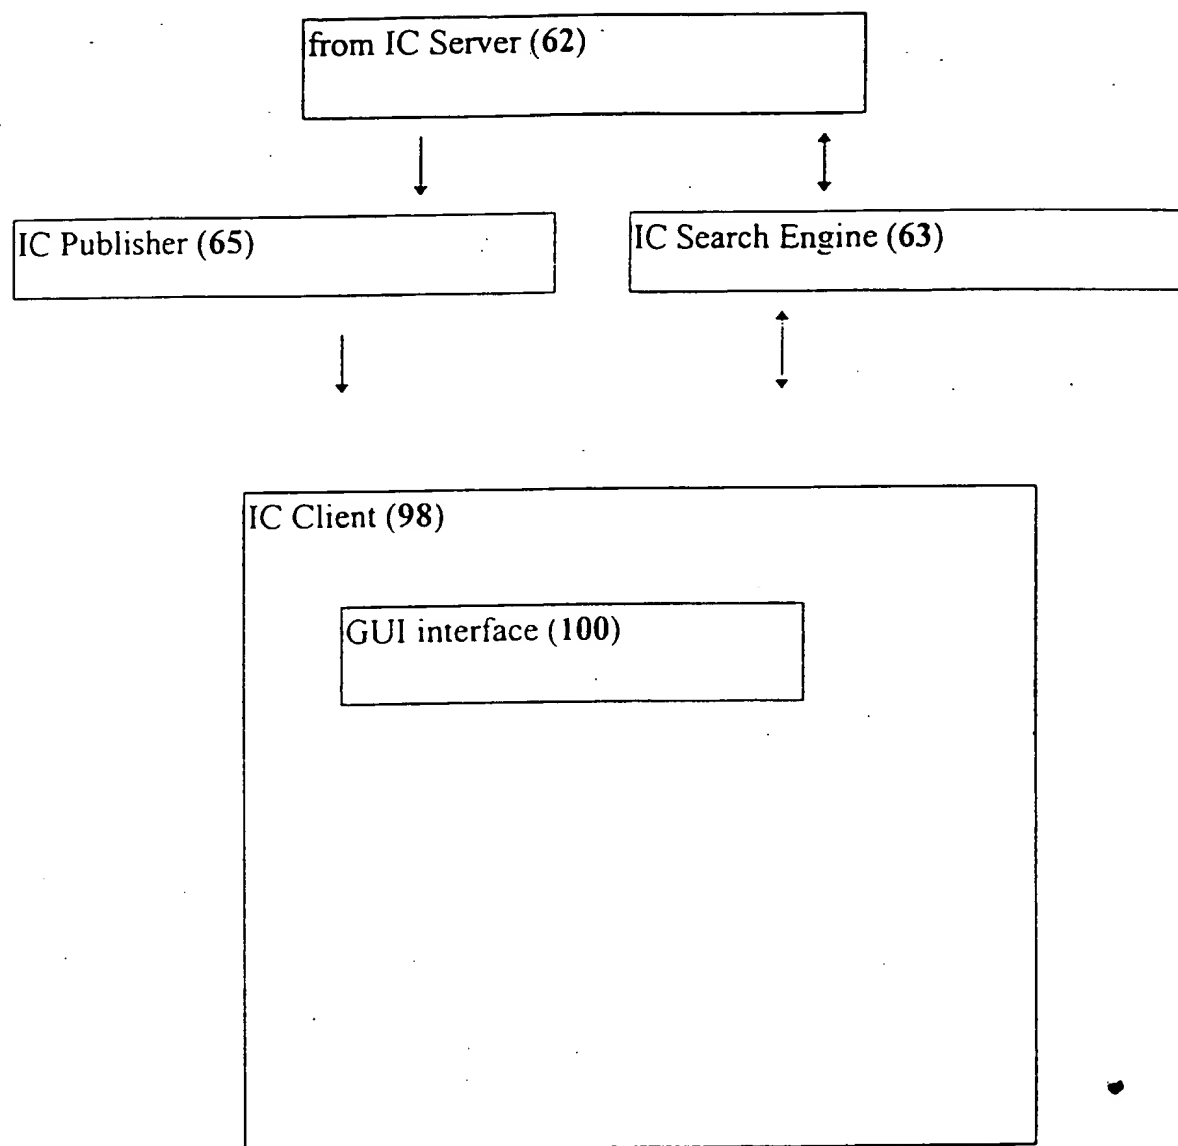 from IC Server (62)
IC Publisher (65)
IC Search Engine (63)
IC Client (98)
GUI interface (100)